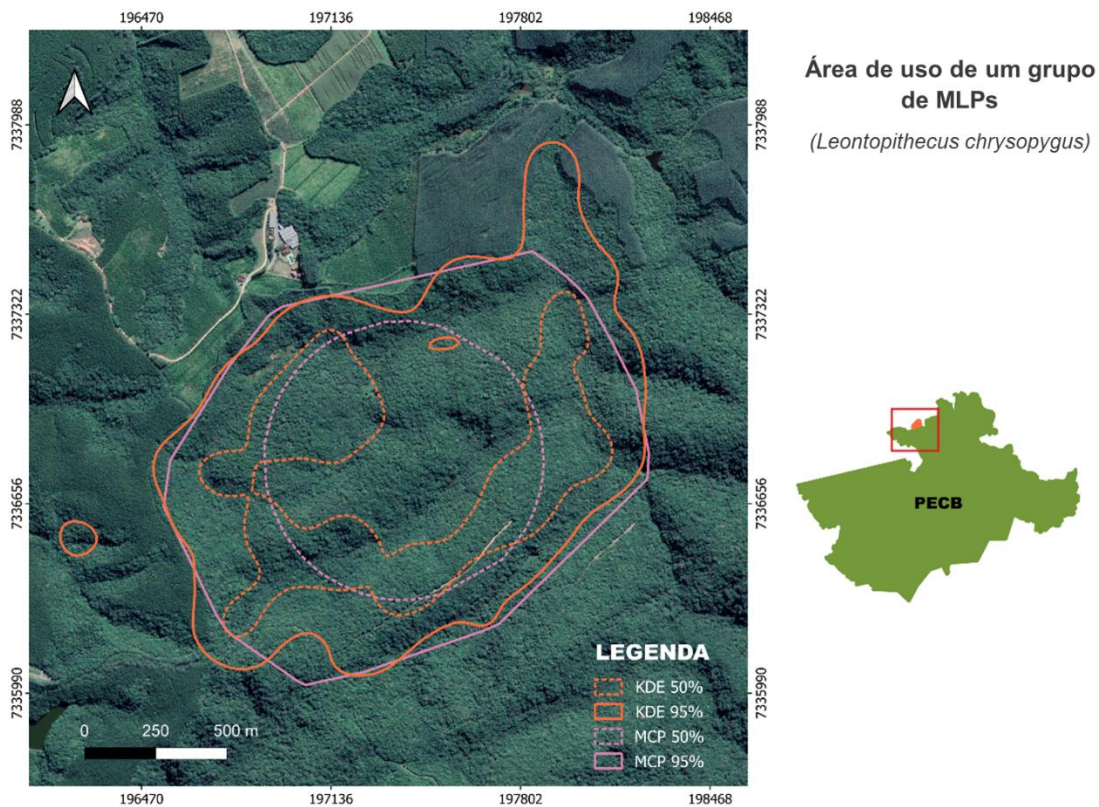 196470 197136 197802 198468
Área de uso de um grupo
de MLPs
(Leontopithecus chrysopygus)
7337988 7337988
7337322 7337322
7336656 7336656
PECB
7335990 7335990
LEGENDA
KDE 50%
KDE 95%
MCP 50%
MCP 95%
0 250 500 m
196470 197136 197802 198468